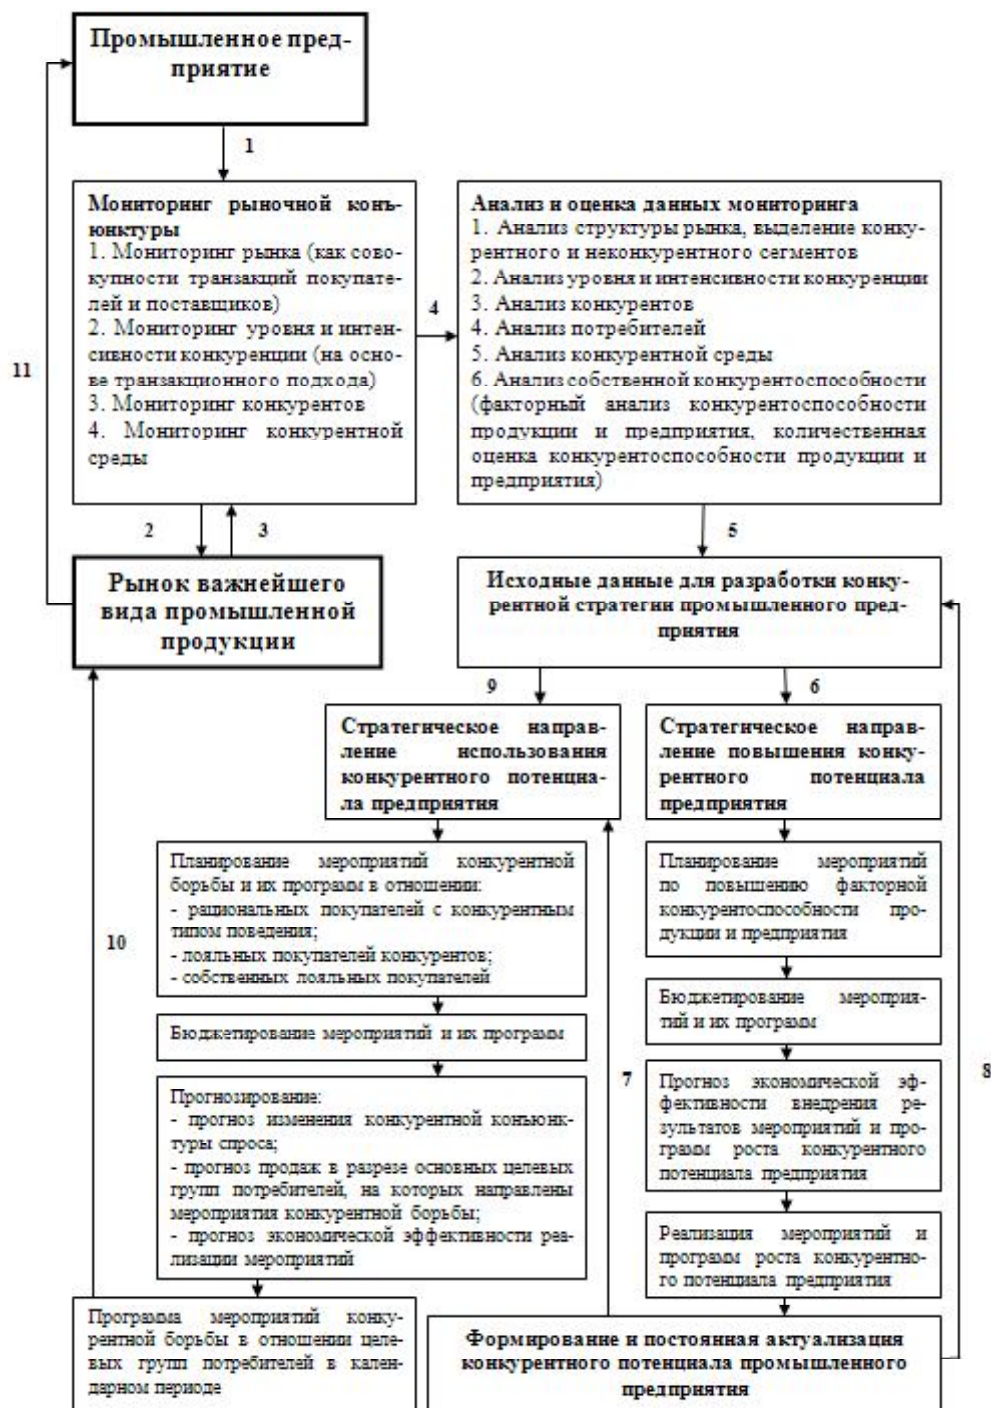 Промышленное пред-
приятие
1
Мониторинг рыночной конъ-
юнктуры
1. Мониторинг рынка (как сово-
купности транзакций покупате-
лей и поставщиков)
2. Мониторинг уровня и интен-
сивности конкуренции (на осно-
ве транзакционного подхода)
3. Мониторинг конкурентов
4. Мониторинг конкурентной
среды
4
Анализ и оценка данных мониторинга
1. Анализ структуры рынка, выделение конку-
рентного и неконкурентного сегментов
2. Анализ уровня и интенсивности конкуренции
3. Анализ конкурентов
4. Анализ потребителей
5. Анализ конкурентной среды
6. Анализ собственной конкурентоспособности
(факторный анализ конкурентоспособности
продукции и предприятия, количественная
оценка конкурентоспособности продукции и
предприятия)
11
2
3
5
Рынок важнейшего
вида промышленной
продукции
Исходные данные для разработки конку-
рентной стратегии промышленного пред-
приятия
9
6
Стратегическое направ-
ление использования
конкурентного потенциа-
ла предприятия
Стратегическое направ-
ление повышения конку-
рентного потенциала
предприятия
Планирование мероприятий конкурентной
борьбы и их программ в отношении:
- рациональных покупателей с конкурентным
типом поведения;
- лояльных покупателей конкурентов;
- собственных лояльных покупателей
Планирование мероприятий
по повышению факторной
конкурентоспособности про-
дукции и предприятия
10
Бюджетирование мероприятий и их программ
Бюджетирование мероприя-
тий и их программ
7
8
Прогнозирование:
- прогноз изменения конкурентной конъюнк-
туры спроса;
- прогноз продаж в разрезе основных целевых
групп потребителей, на которых направлены
мероприятия конкурентной борьбы;
- прогноз экономической эффективности реа-
лизации мероприятий
Прогноз экономической эф-
фективности внедрения ре-
зультатов мероприятий и про-
грамм роста конкурентного
потенциала предприятия
Реализация мероприятий и
программ роста конкурентно-
го потенциала предприятия
Программа мероприятий конку-
рентной борьбы в отношении целе-
вых групп потребителей в кален-
дарном периоде
Формирование и постоянная актуализация
конкурентного потенциала промышленного
предприятия